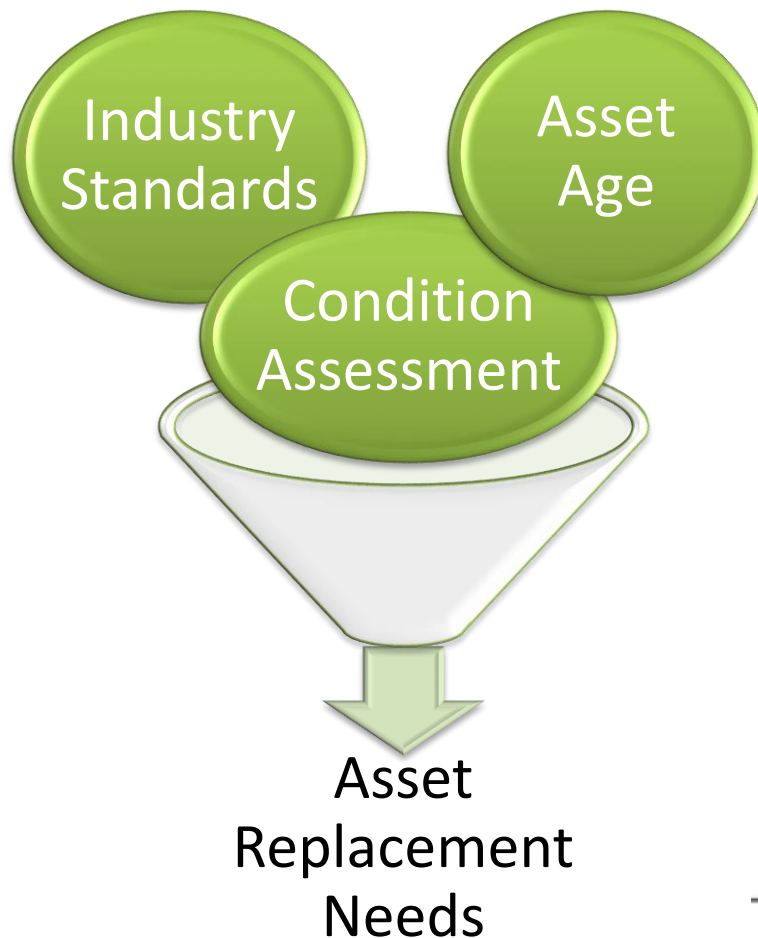 Industry
Standards
Asset
Age
Condition
Assessment
Asset
Replacement
Needs